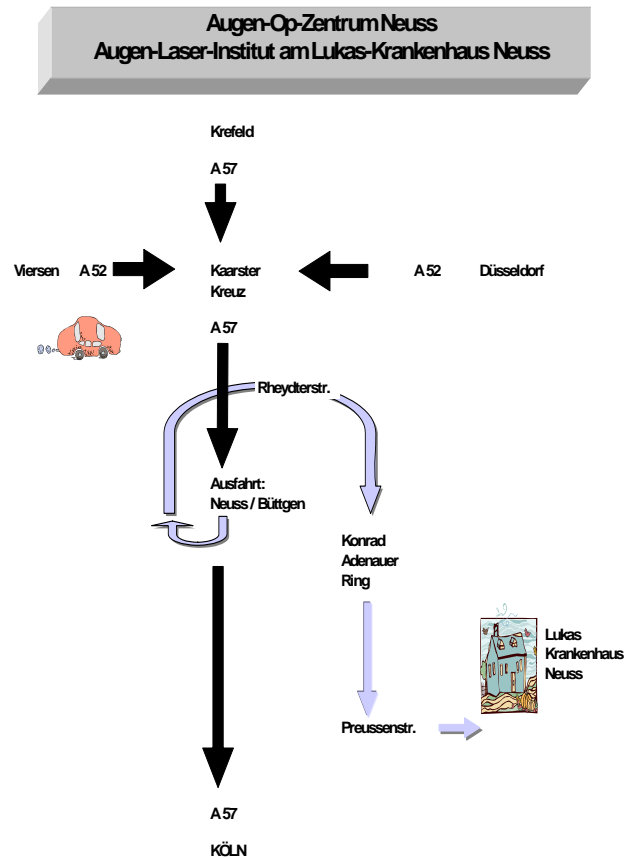 Augen-Op-Zentrum Neuss
Augen-Laser-Institut am Lukas-Krankenhaus Neuss
Krefeld
A 57
Viersen A 52
Kaarster
Kreuz
A 52 Düsseldorf
A 57
Rheydterstr.
Ausfahrt:
Neuss / Büttgen
Konrad
Adenauer
Ring
Lukas
Krankenhaus
Neuss
Preussenstr.
A 57
KÖLN